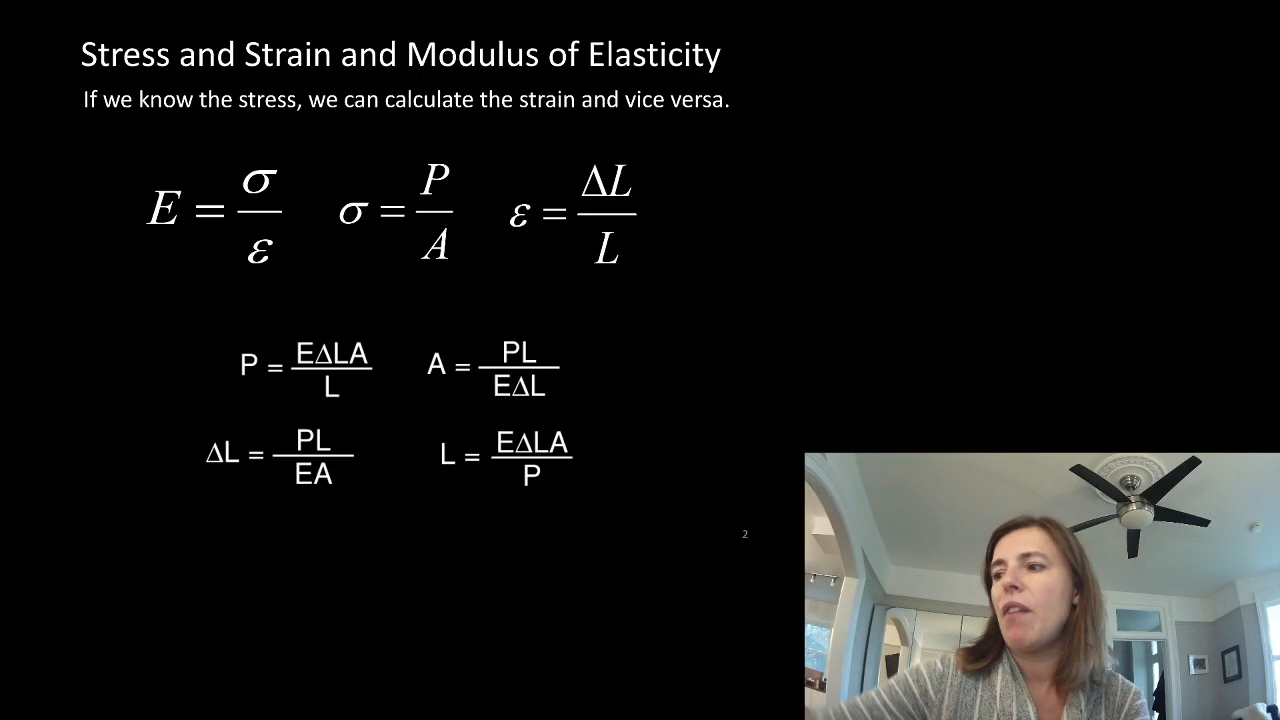 Stress and Strain and Modulus of Elasticity
If we know the stress, we can calculate the strain and vice versa.
E = σ/ε   σ = P/A   ε = ΔL/L
P = EΔLA/L   A = PL/EΔL
ΔL = PL/EA   L = EΔLA/P
2